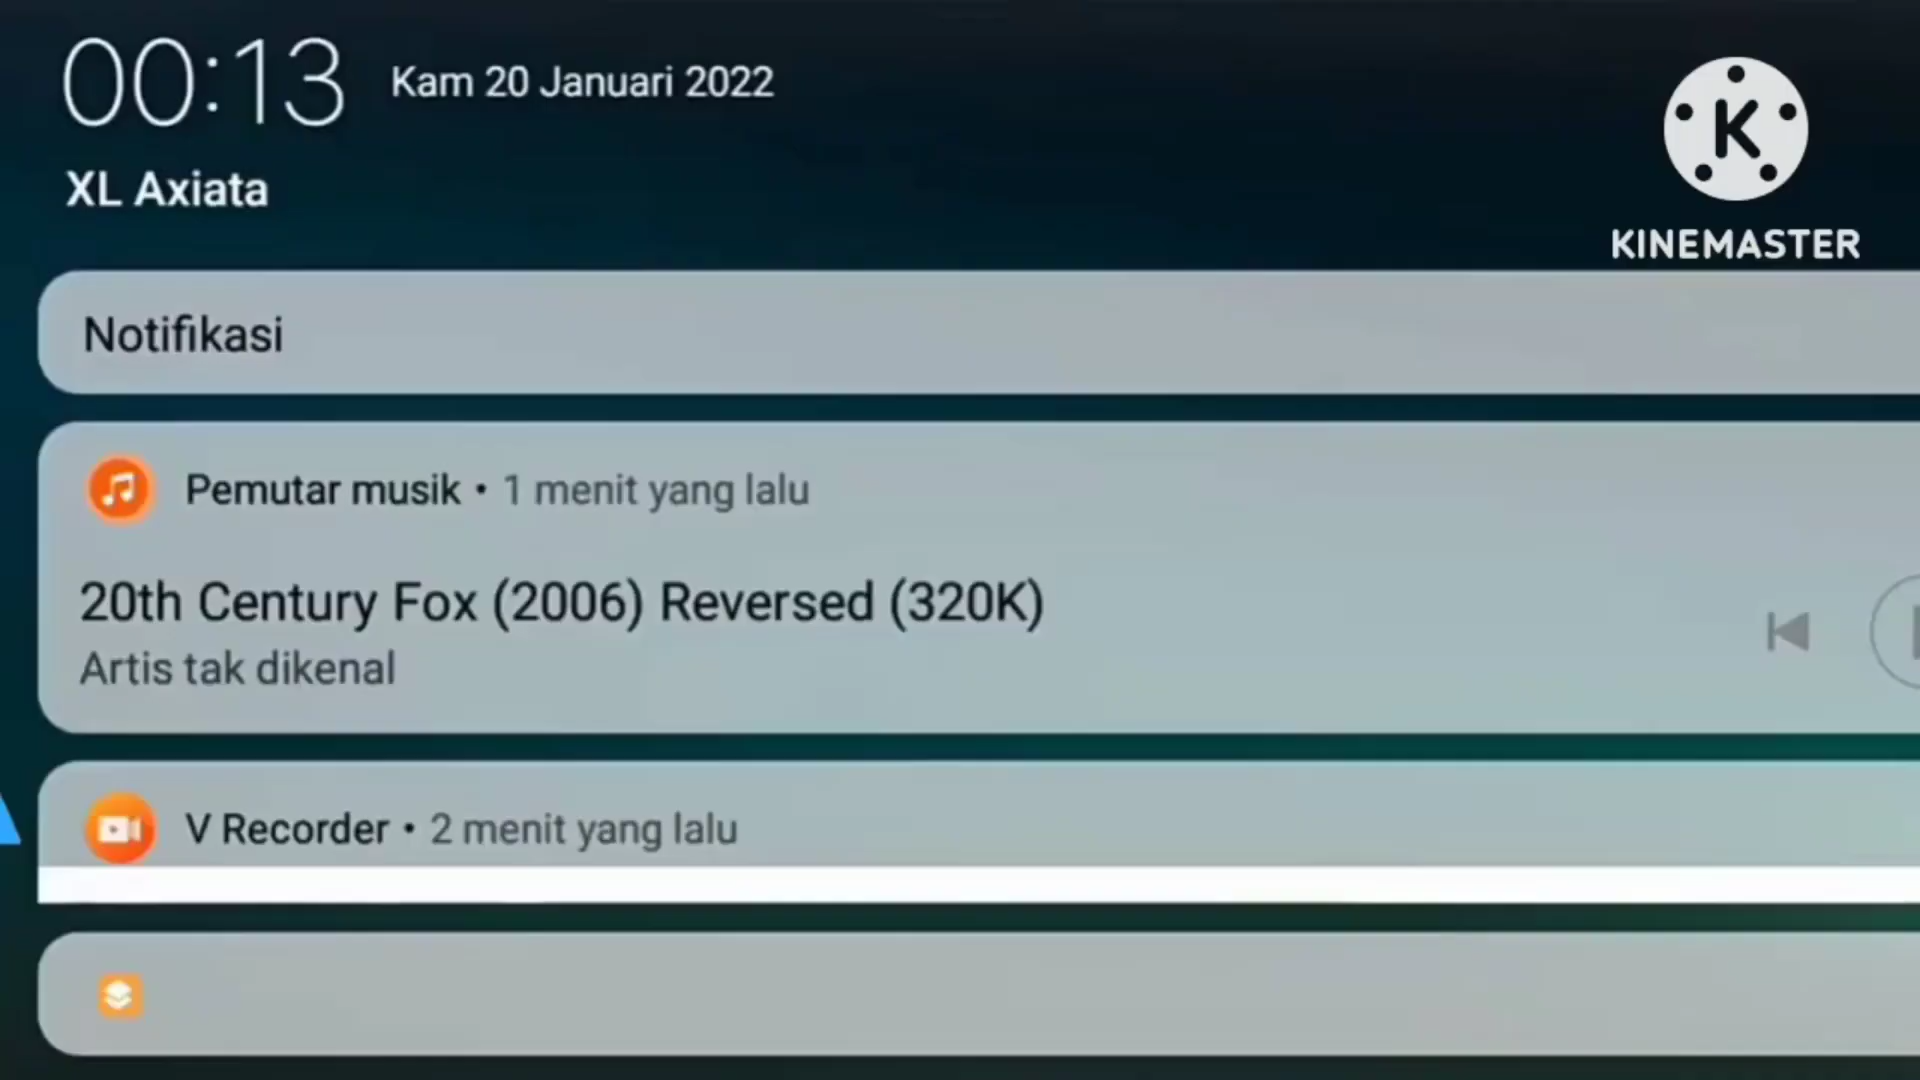 00:13 Kam 20 Januari 2022
K
KINEMASTER
XL Axiata
Notifikasi
Pemutar musik • 1 menit yang lalu
20th Century Fox (2006) Reversed (320K)
Artis tak dikenal
V Recorder • 2 menit yang lalu